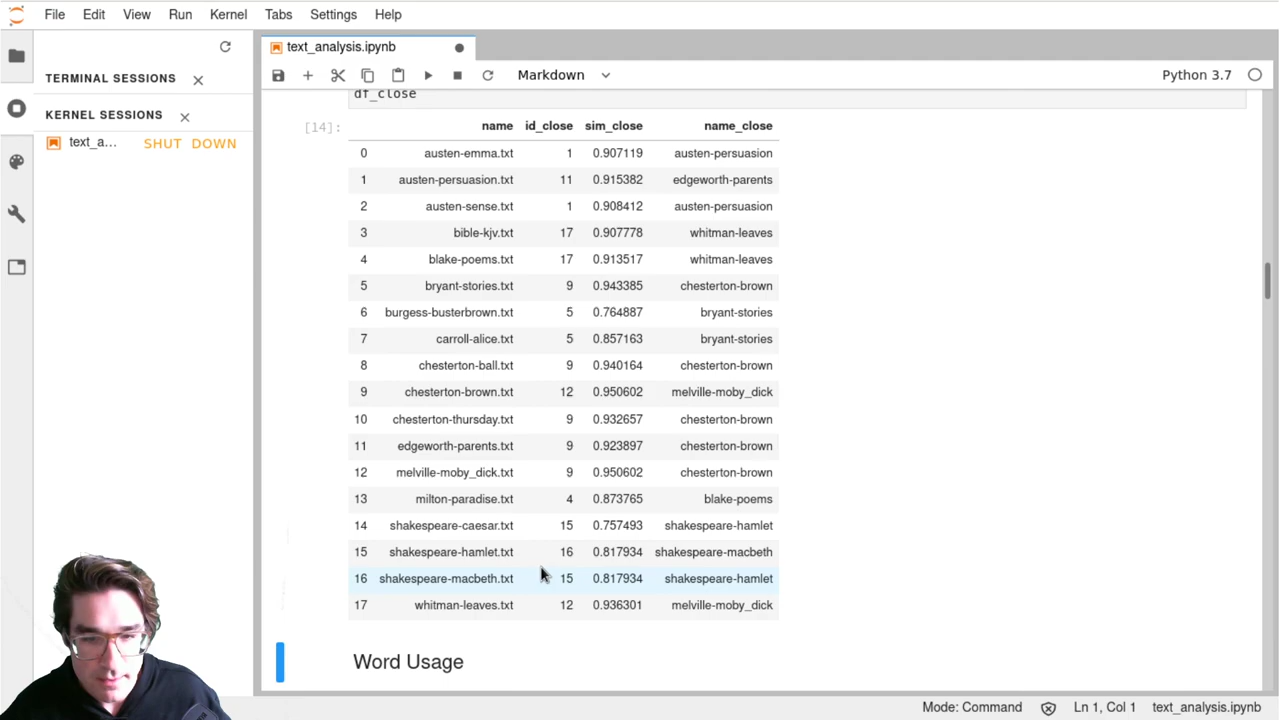 File Edit View Run Kernel Tabs Settings Help
TERMINAL SESSIONS
KERNEL SESSIONS
text_a... SHUT DOWN
text_analysis.ipynb
Markdown Python 3.7
df_close
[14]:
name id_close sim_close name_close
0 austen-emma.txt 1 0.907119 austen-persuasion
1 austen-persuasion.txt 11 0.915382 edgeworth-parents
2 austen-sense.txt 1 0.908412 austen-persuasion
3 bible-kjv.txt 17 0.907778 whitman-leaves
4 blake-poems.txt 17 0.913517 whitman-leaves
5 bryant-stories.txt 9 0.943385 chesterton-brown
6 burgess-busterbrown.txt 5 0.764887 bryant-stories
7 carroll-alice.txt 5 0.857163 bryant-stories
8 chesterton-ball.txt 9 0.940164 chesterton-brown
9 chesterton-brown.txt 12 0.950602 melville-moby_dick
10 chesterton-thursday.txt 9 0.932657 chesterton-brown
11 edgeworth-parents.txt 9 0.923897 chesterton-brown
12 melville-moby_dick.txt 9 0.950602 chesterton-brown
13 milton-paradise.txt 4 0.873765 blake-poems
14 shakespeare-caesar.txt 15 0.757493 shakespeare-hamlet
15 shakespeare-hamlet.txt 16 0.817934 shakespeare-macbeth
16 shakespeare-macbeth.txt 15 0.817934 shakespeare-hamlet
17 whitman-leaves.txt 12 0.936301 melville-moby_dick
Word Usage
Mode: Command Ln 1, Col 1 text_analysis.ipynb